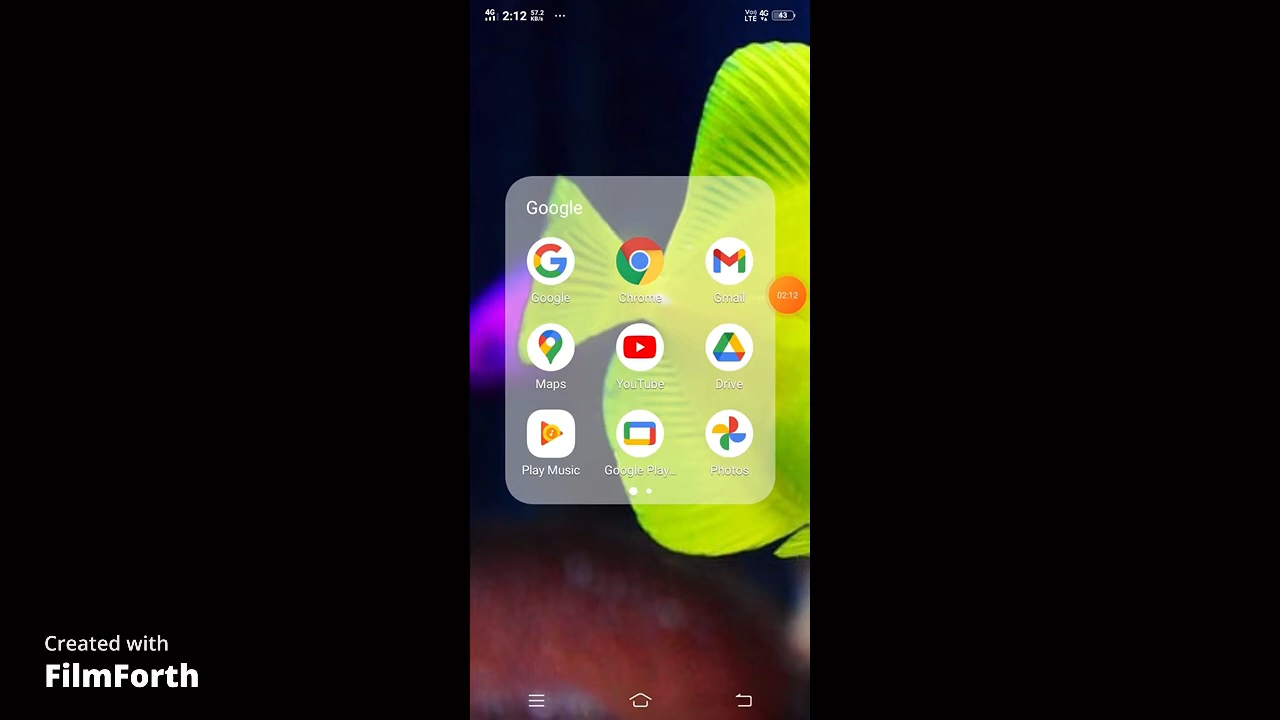 4G 2:12 57.2 KB/s ... Vo) LTE 4G 43
Google
Google Chrome Gmail
02:12
Maps YouTube Drive
Play Music Google Play... Photos
Created with
FilmForth